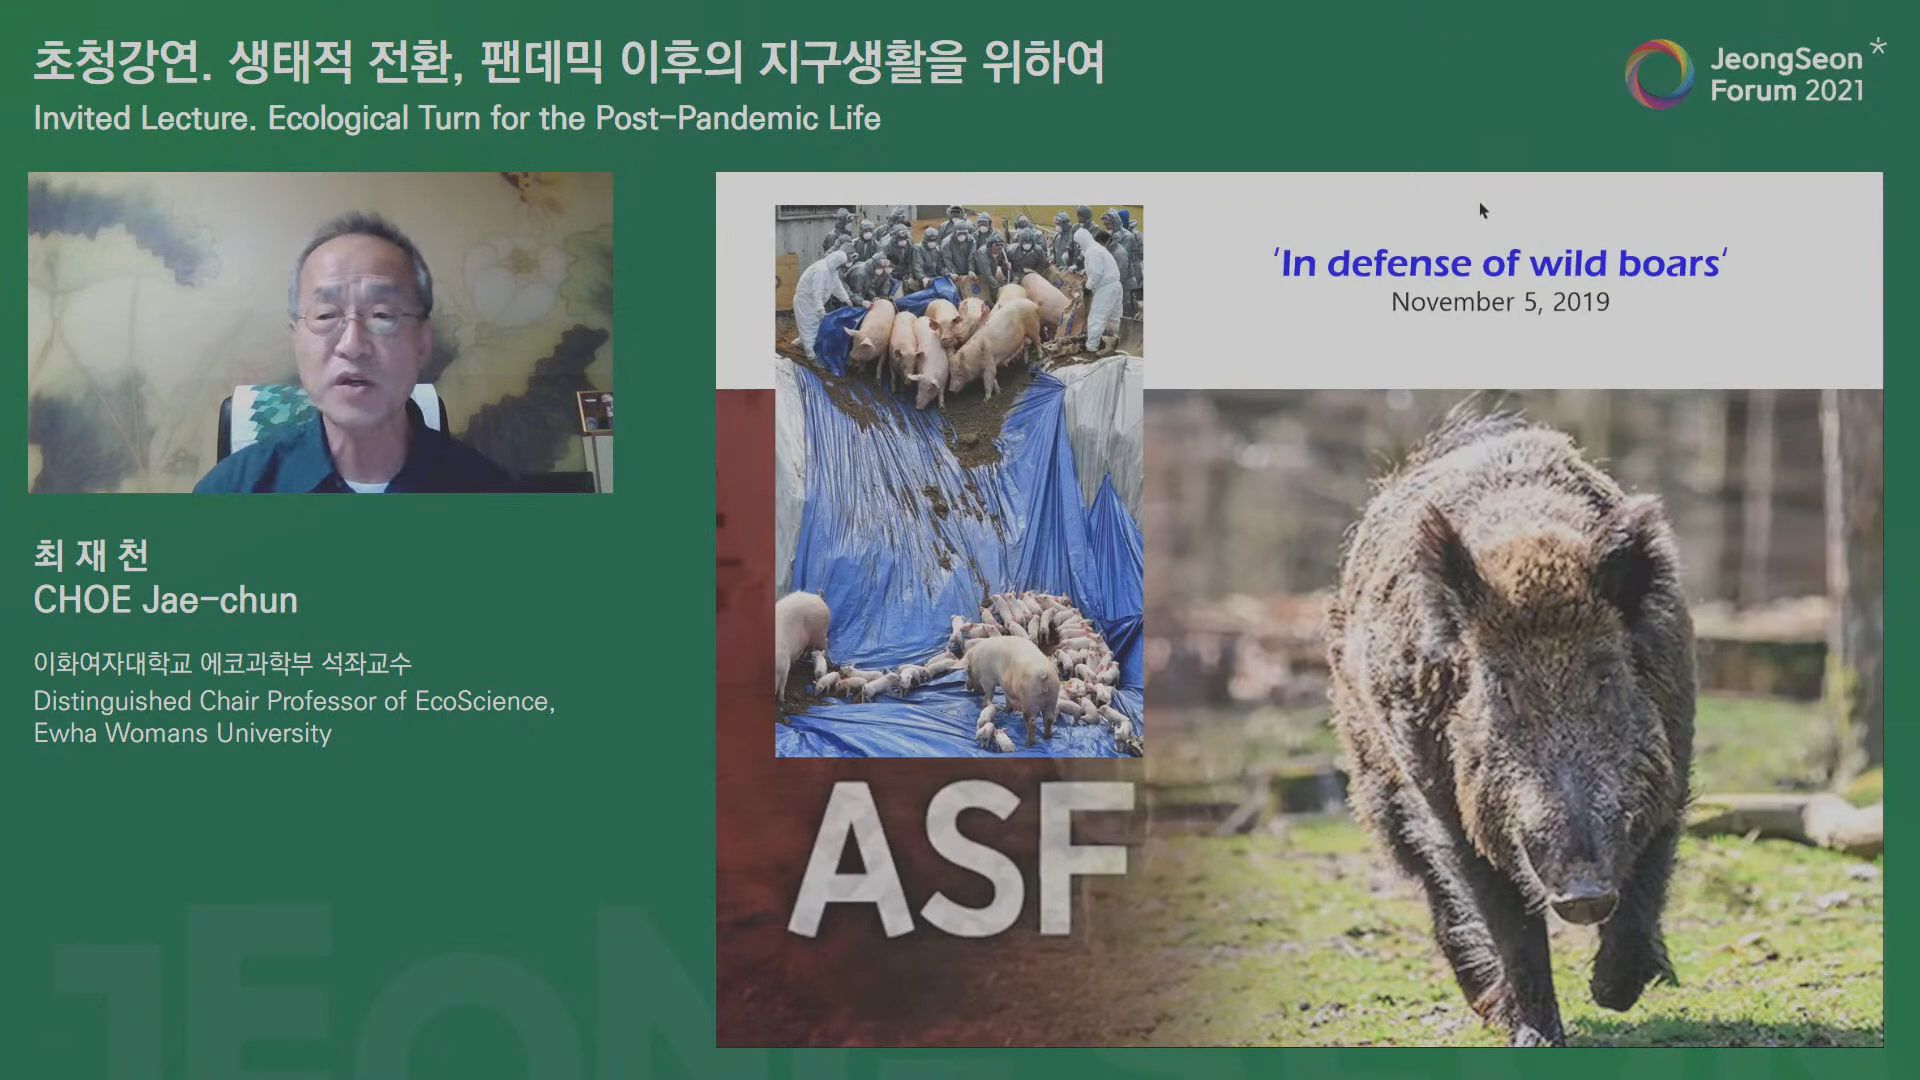 초청강연. 생태적 전환, 팬데믹 이후의 지구생활을 위하여
Invited Lecture. Ecological Turn for the Post-Pandemic Life
JeongSeon*
Forum 2021
'In defense of wild boars'
November 5, 2019
최재천
CHOE Jae-chun
이화여자대학교 에코과학부 석좌교수
Distinguished Chair Professor of EcoScience,
Ewha Womans University
ASF
JEONGSEON